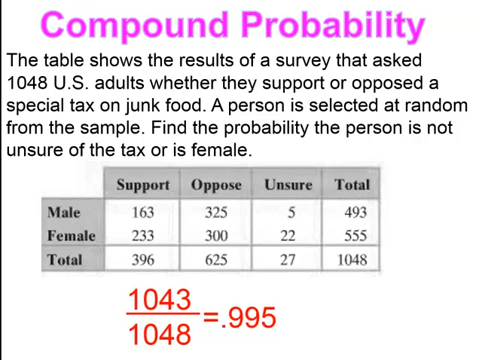 Compound Probability
The table shows the results of a survey that asked
1048 U.S. adults whether they support or opposed a
special tax on junk food. A person is selected at random
from the sample. Find the probability the person is not
unsure of the tax or is female.
Support Oppose Unsure Total
Male 163 325 5 493
Female 233 300 22 555
Total 396 625 27 1048
1043
1048 =.995